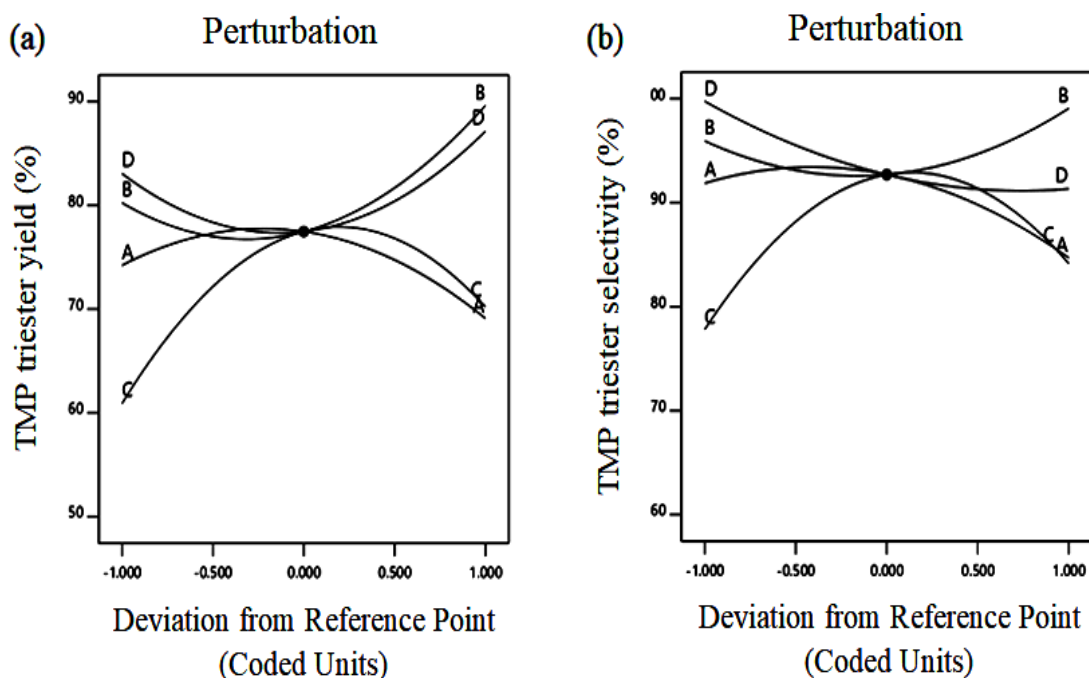 (a) Perturbation
TMP triester yield (%)
90
80
70
60
50
D
B
A
C
B
D
C
A
-1.000 -0.500 0.000 0.500 1.000
Deviation from Reference Point
(Coded Units)
(b) Perturbation
TMP triester selectivity (%)
00
90
80
70
60
D
B
A
C
B
D
C
A
-1.000 -0.500 0.000 0.500 1.000
Deviation from Reference Point
(Coded Units)